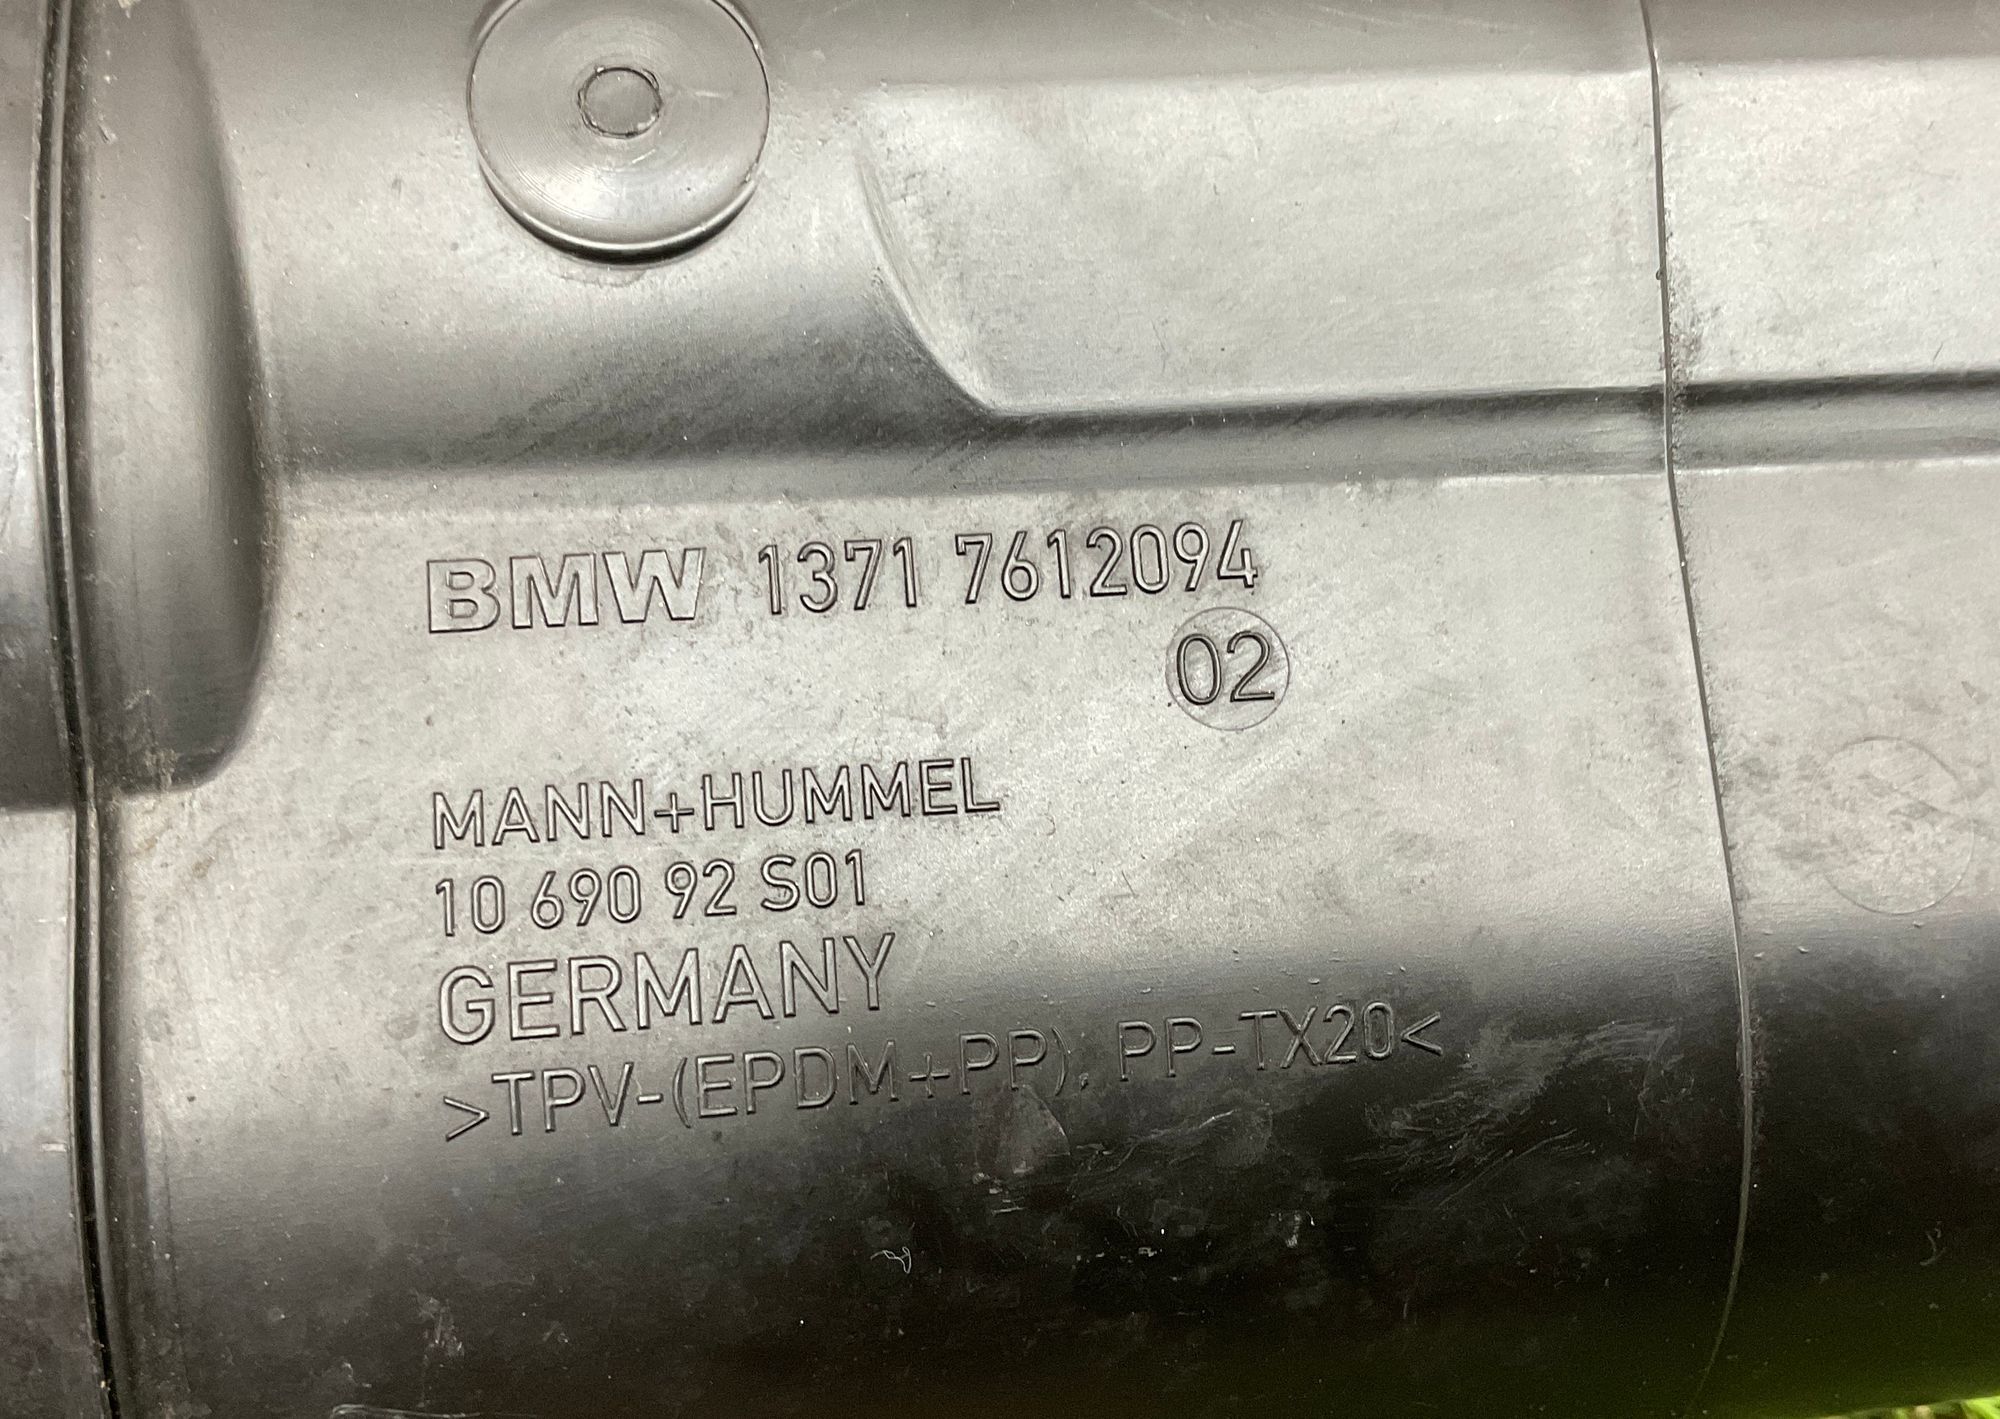 BMW 1371 7612094
02
MANN+HUMMEL
10 690 92 S01
GERMANY
>TPV-(EPDM+PP), PP-TX20<